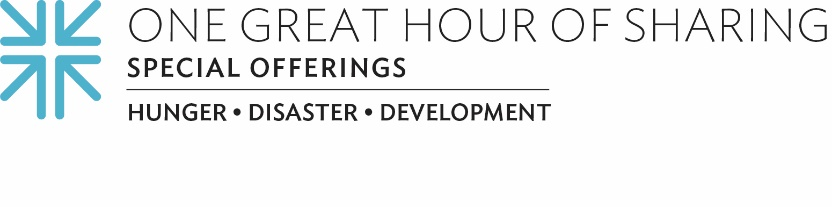 ONE GREAT HOUR OF SHARING
SPECIAL OFFERINGS
HUNGER • DISASTER • DEVELOPMENT